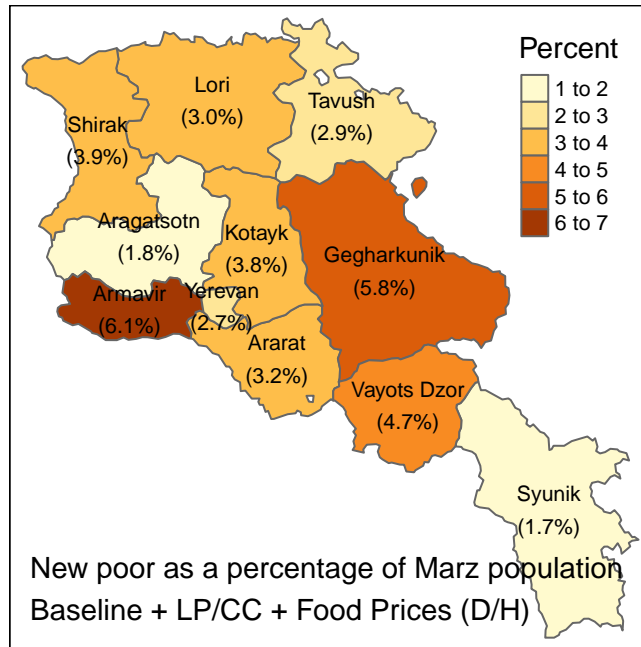 Percent
1 to 2
2 to 3
3 to 4
4 to 5
5 to 6
6 to 7
Lori
(3.0%)
Tavush
(2.9%)
Shirak
(3.9%)
Aragatsotn
(1.8%)
Kotayk
(3.8%)
Gegharkunik
(5.8%)
Armavir
(6.1%)
Yerevan
(2.7%)
Ararat
(3.2%)
Vayots Dzor
(4.7%)
Syunik
(1.7%)
New poor as a percentage of Marz population
Baseline + LP/CC + Food Prices (D/H)